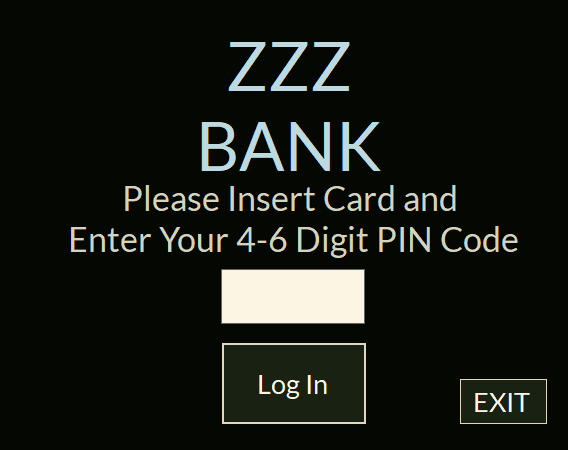 ZZZ
BANK
Please Insert Card and
Enter Your 4-6 Digit PIN Code
Log In
EXIT